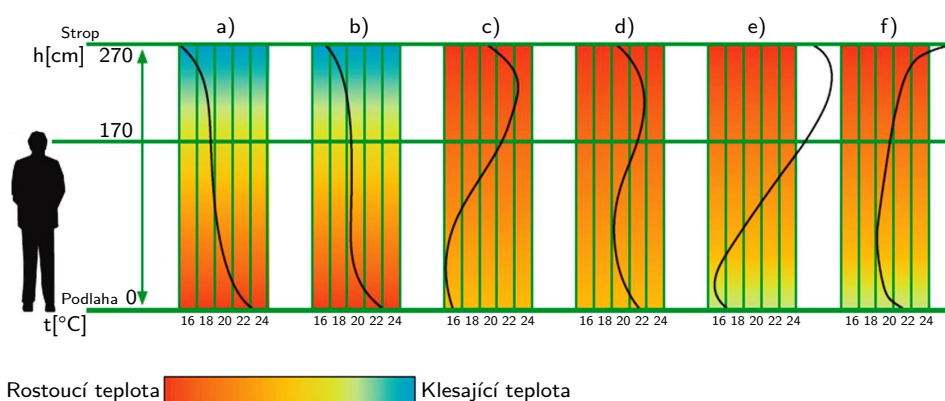 a) b) c) d) e) f)
Strop
h[cm] 270
170
Podlaha 0
t[°C] 16 18 20 22 24 16 18 20 22 24 16 18 20 22 24 16 18 20 22 24 16 18 20 22 24 16 18 20 22 24
Rostoucí teplota Klesající teplota